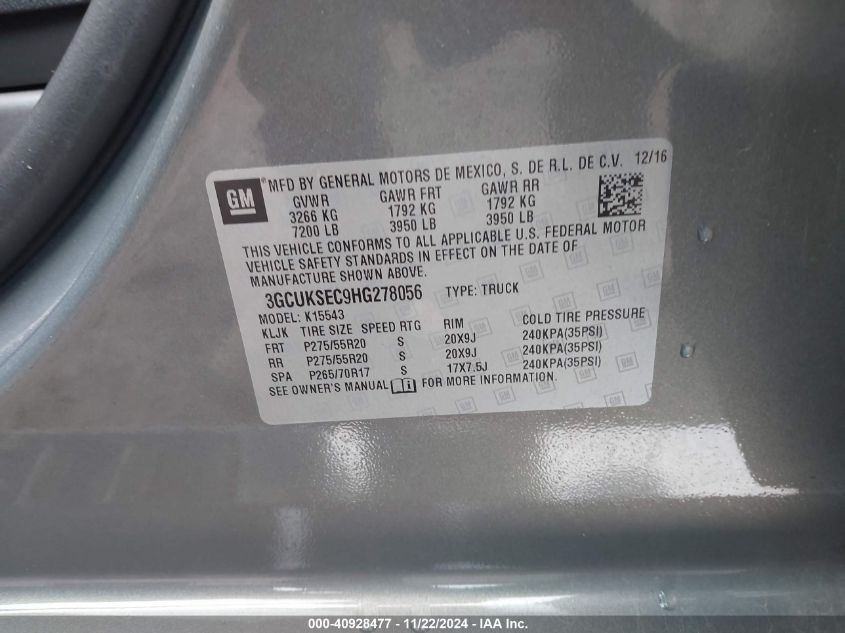 GM ® MFD BY GENERAL MOTORS DE MEXICO, S. DE R.L. DE C.V. 12/16
GVWR GAWR FRT GAWR RR
3266 KG 1792 KG 1792 KG
7200 LB 3950 LB 3950 LB
THIS VEHICLE CONFORMS TO ALL APPLICABLE U.S. FEDERAL MOTOR
VEHICLE SAFETY STANDARDS IN EFFECT ON THE DATE OF
MANUFACTURE SHOWN ABOVE.
3GCUKSEC9HG278056 TYPE: TRUCK
MODEL: K15543
KLJK TIRE SIZE SPEED RTG RIM COLD TIRE PRESSURE
FRT P275/55R20 S 20X9J 240KPA(35PSI)
RR P275/55R20 S 20X9J 240KPA(35PSI)
SPA P265/70R17 S 17X7.5J 240KPA(35PSI)
SEE OWNER'S MANUAL FOR MORE INFORMATION.
000-40928477 - 11/22/2024 - IAA Inc.